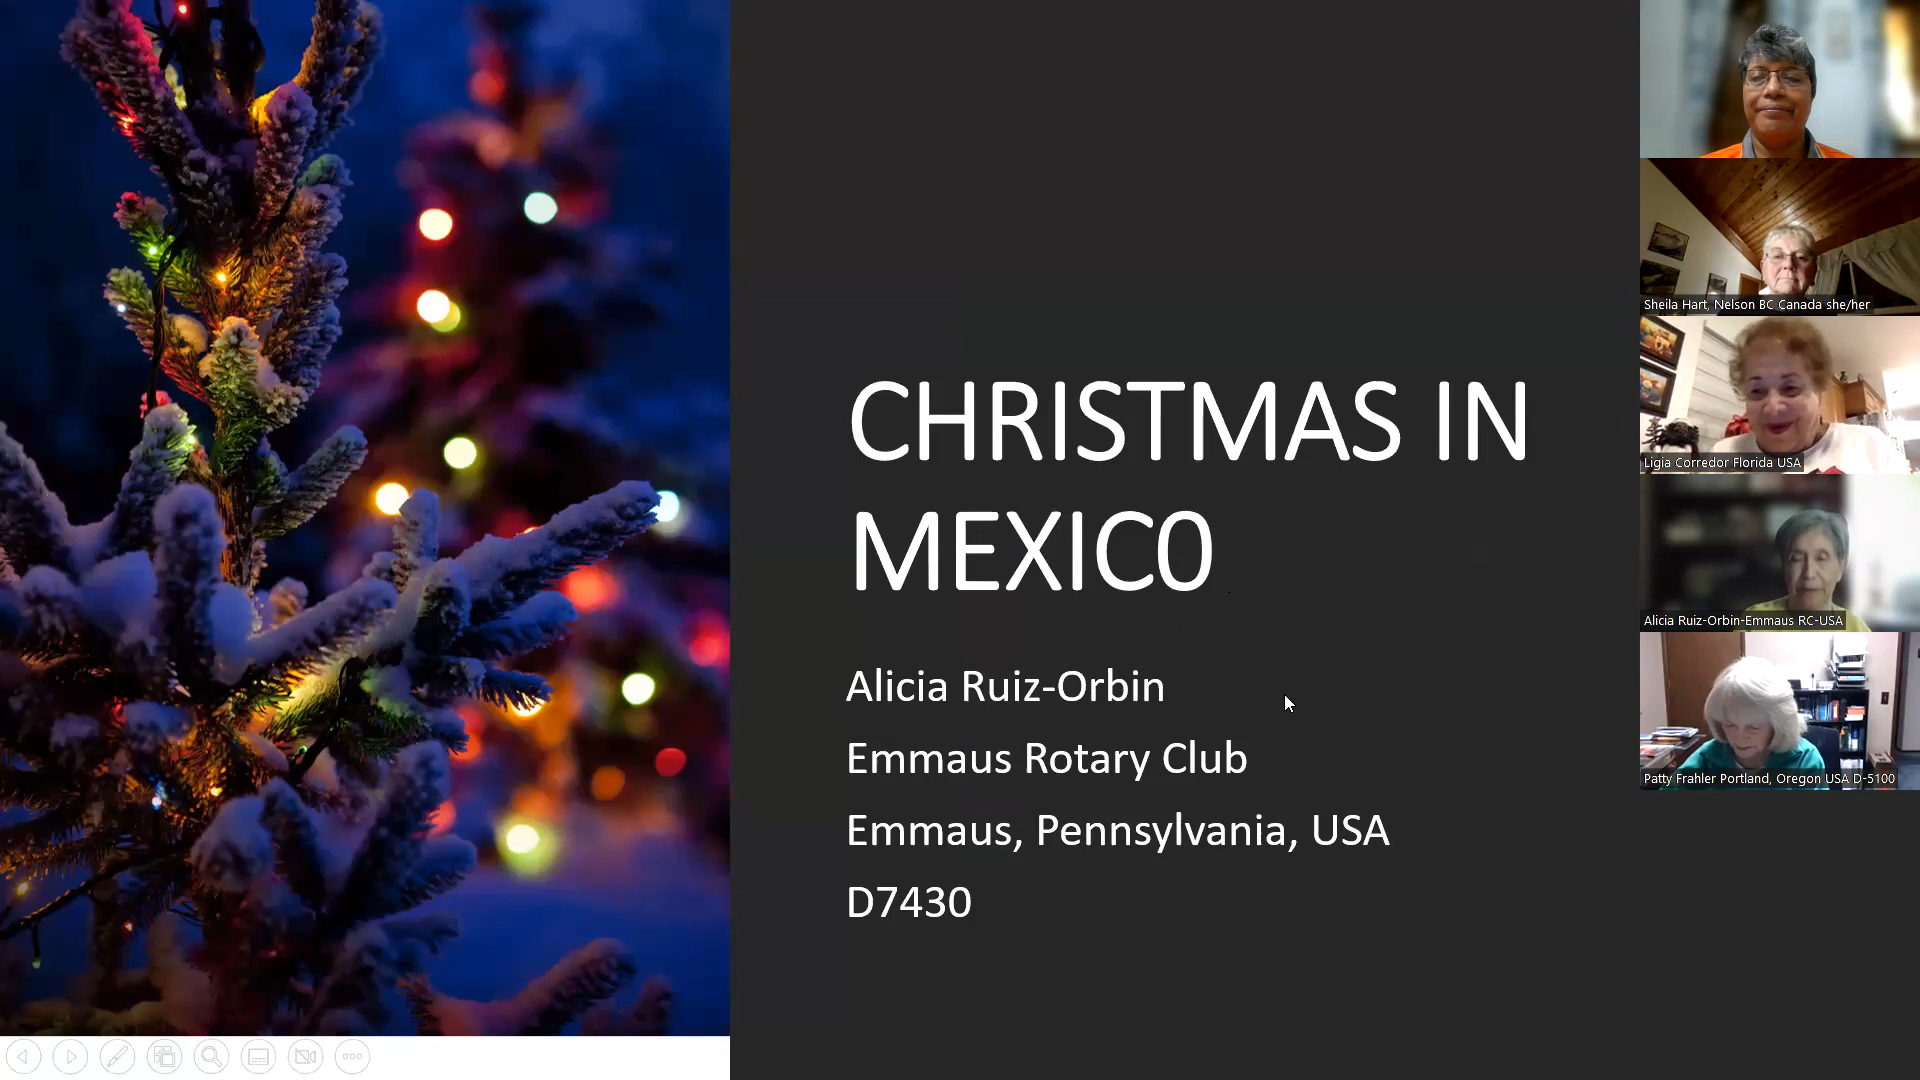 CHRISTMAS IN
MEXIC0
Alicia Ruiz-Orbin
Emmaus Rotary Club
Emmaus, Pennsylvania, USA
D7430
Sheila Hart, Nelson BC Canada she/her
Ligia Corredor Florida USA
Alicia Ruiz-Orbin-Emmaus RC-USA
Patty Frahler Portland, Oregon USA D-5100